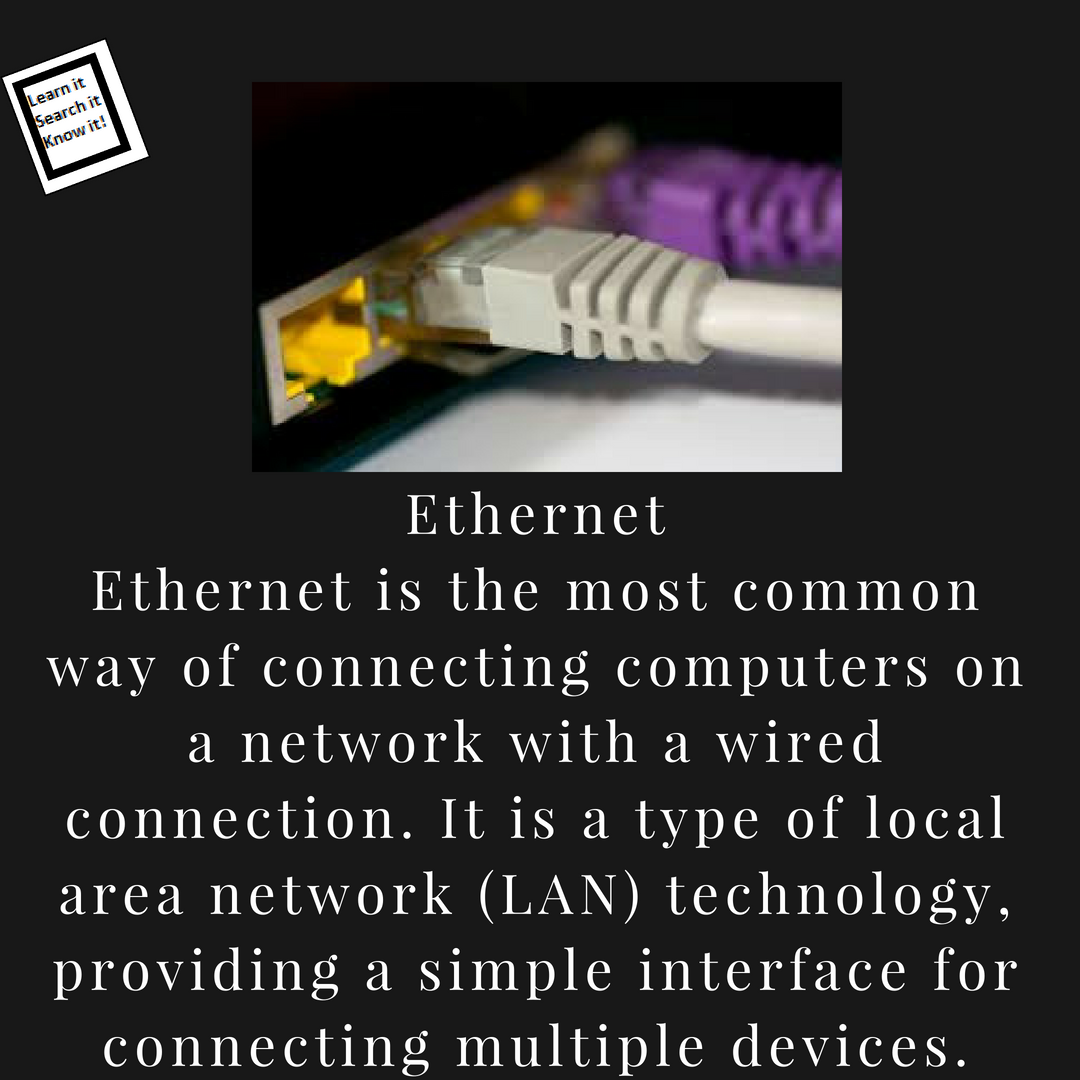 Learn it
Search it
Know it!
Ethernet
Ethernet is the most common
way of connecting computers on
a network with a wired
connection. It is a type of local
area network (LAN) technology,
providing a simple interface for
connecting multiple devices.